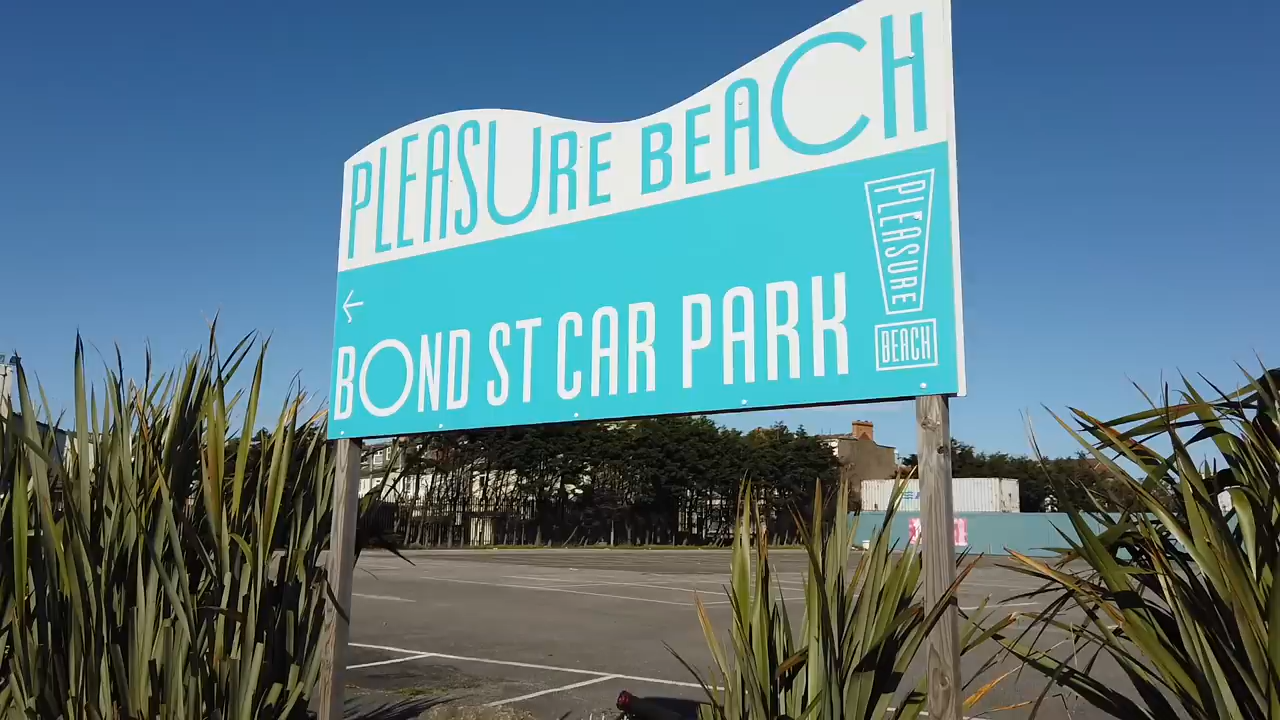 PLEASURE BEACH
←
BOND ST CAR PARK
PLEASURE
BEACH